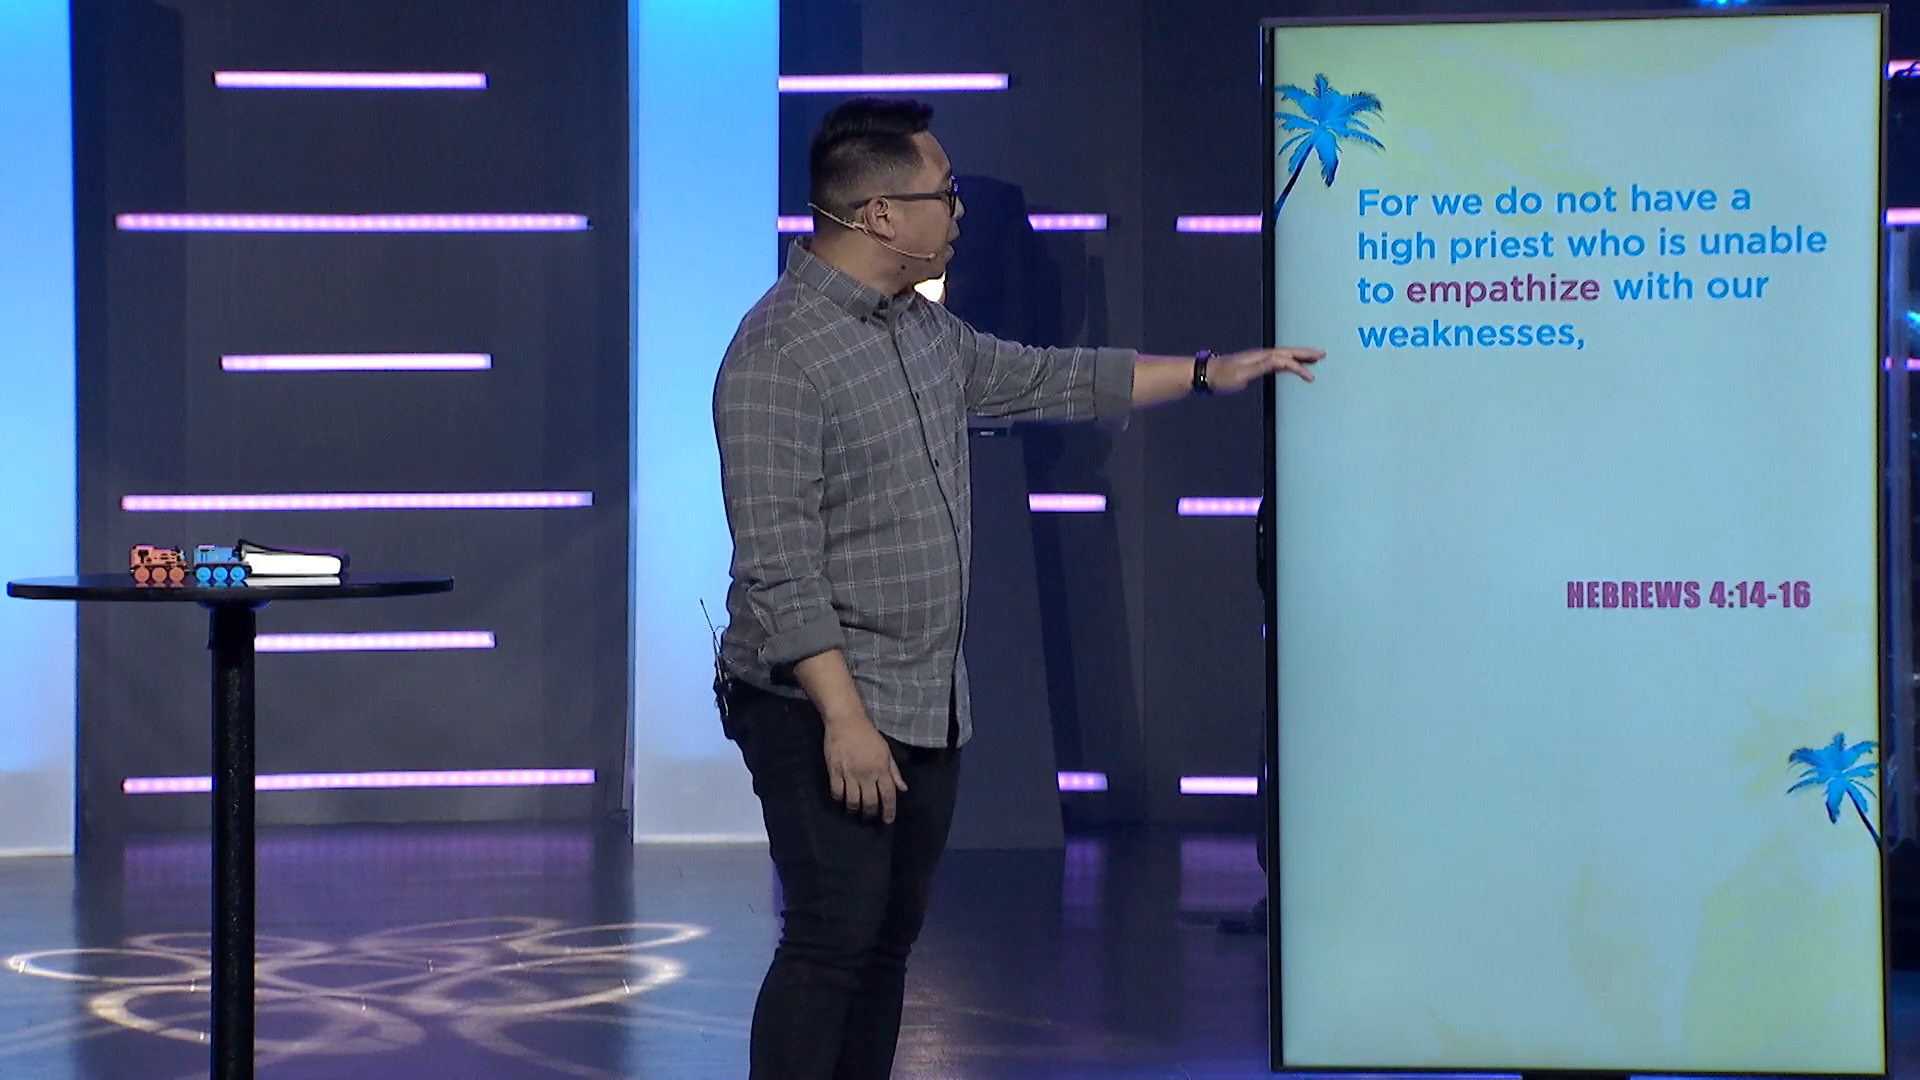 For we do not have a
high priest who is unable
to empathize with our
weaknesses,
HEBREWS 4:14-16